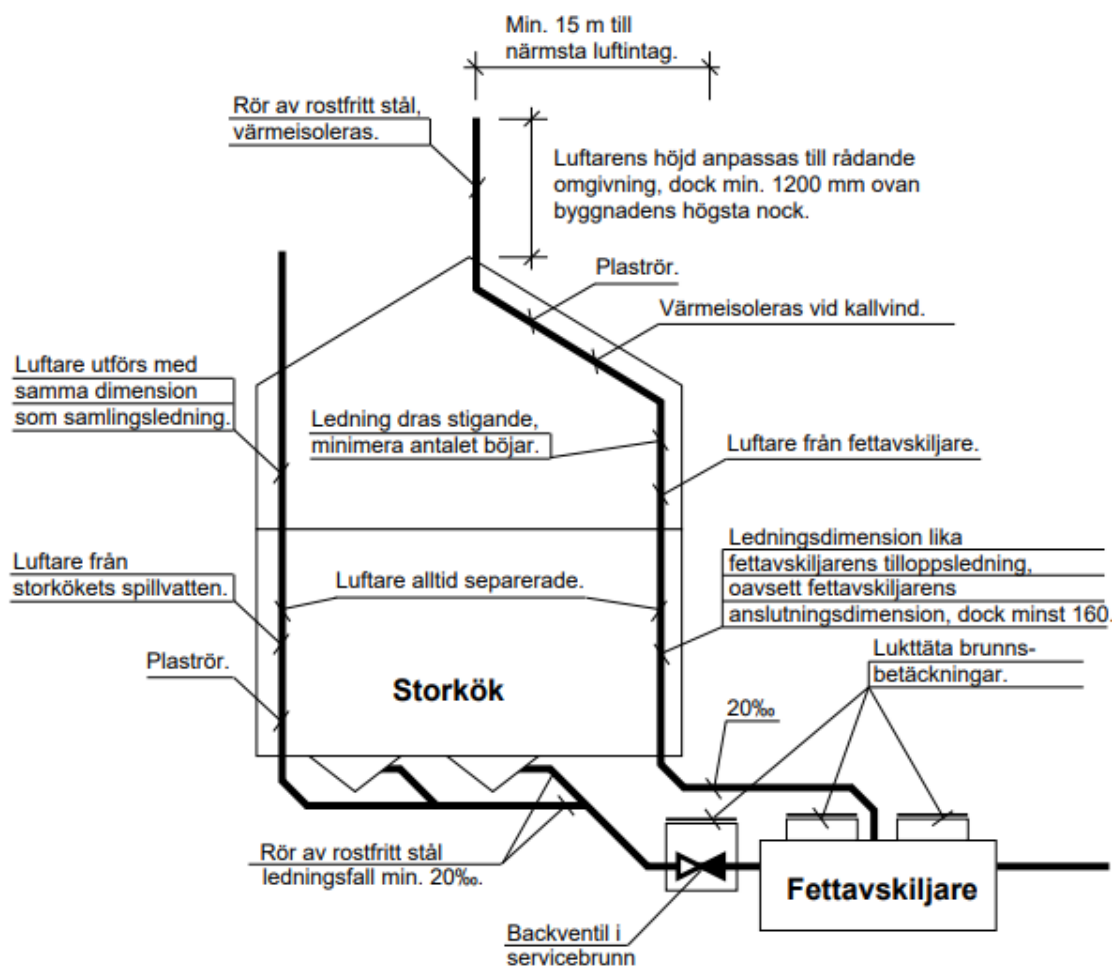 Min. 15 m till
närmsta luftintag.
Rör av rostfritt stål,
värmeisoleras.
Luftarens höjd anpassas till rådande
omgivning, dock min. 1200 mm ovan
byggnadens högsta nock.
Plaströr.
Värmeisoleras vid kallvind.
Luftare utförs med
samma dimension
som samlingsledning.
Ledning dras stigande,
minimera antalet böjar.
Luftare från fettavskiljare.
Luftare från
storkökets spillvatten.
Luftare alltid separerade.
Ledningsdimension lika
fettavskiljarens tilloppsledning,
oavsett fettavskiljarens
anslutningsdimension, dock minst 160.
Plaströr.
Storkök
Lukttäta brunns-
betäckningar.
20‰
Rör av rostfritt stål
ledningsfall min. 20‰.
Fettavskiljare
Backventil i
servicebrunn